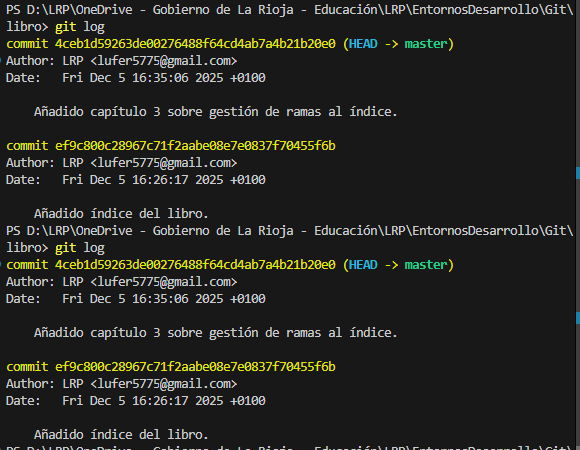 PS D:\LRP\OneDrive - Gobierno de La Rioja - Educación\LRP\EntornosDesarrollo\Git\
libro> git log
commit 4ceb1d59263de00276488f64cd4ab7a4b21b20e0 (HEAD -> master)
Author: LRP <lufer5775@gmail.com>
Date:   Fri Dec 5 16:35:06 2025 +0100

    Añadido capítulo 3 sobre gestión de ramas al índice.

commit ef9c800c28967c71f2aabe08e7e0837f70455f6b
Author: LRP <lufer5775@gmail.com>
Date:   Fri Dec 5 16:26:17 2025 +0100

    Añadido índice del libro.
PS D:\LRP\OneDrive - Gobierno de La Rioja - Educación\LRP\EntornosDesarrollo\Git\
libro> git log
commit 4ceb1d59263de00276488f64cd4ab7a4b21b20e0 (HEAD -> master)
Author: LRP <lufer5775@gmail.com>
Date:   Fri Dec 5 16:35:06 2025 +0100

    Añadido capítulo 3 sobre gestión de ramas al índice.

commit ef9c800c28967c71f2aabe08e7e0837f70455f6b
Author: LRP <lufer5775@gmail.com>
Date:   Fri Dec 5 16:26:17 2025 +0100

    Añadido índice del libro.
PS D:\LRP\OneDrive - Gobierno de La Rioja - Educación\LRP\EntornosDesarrollo\Git\